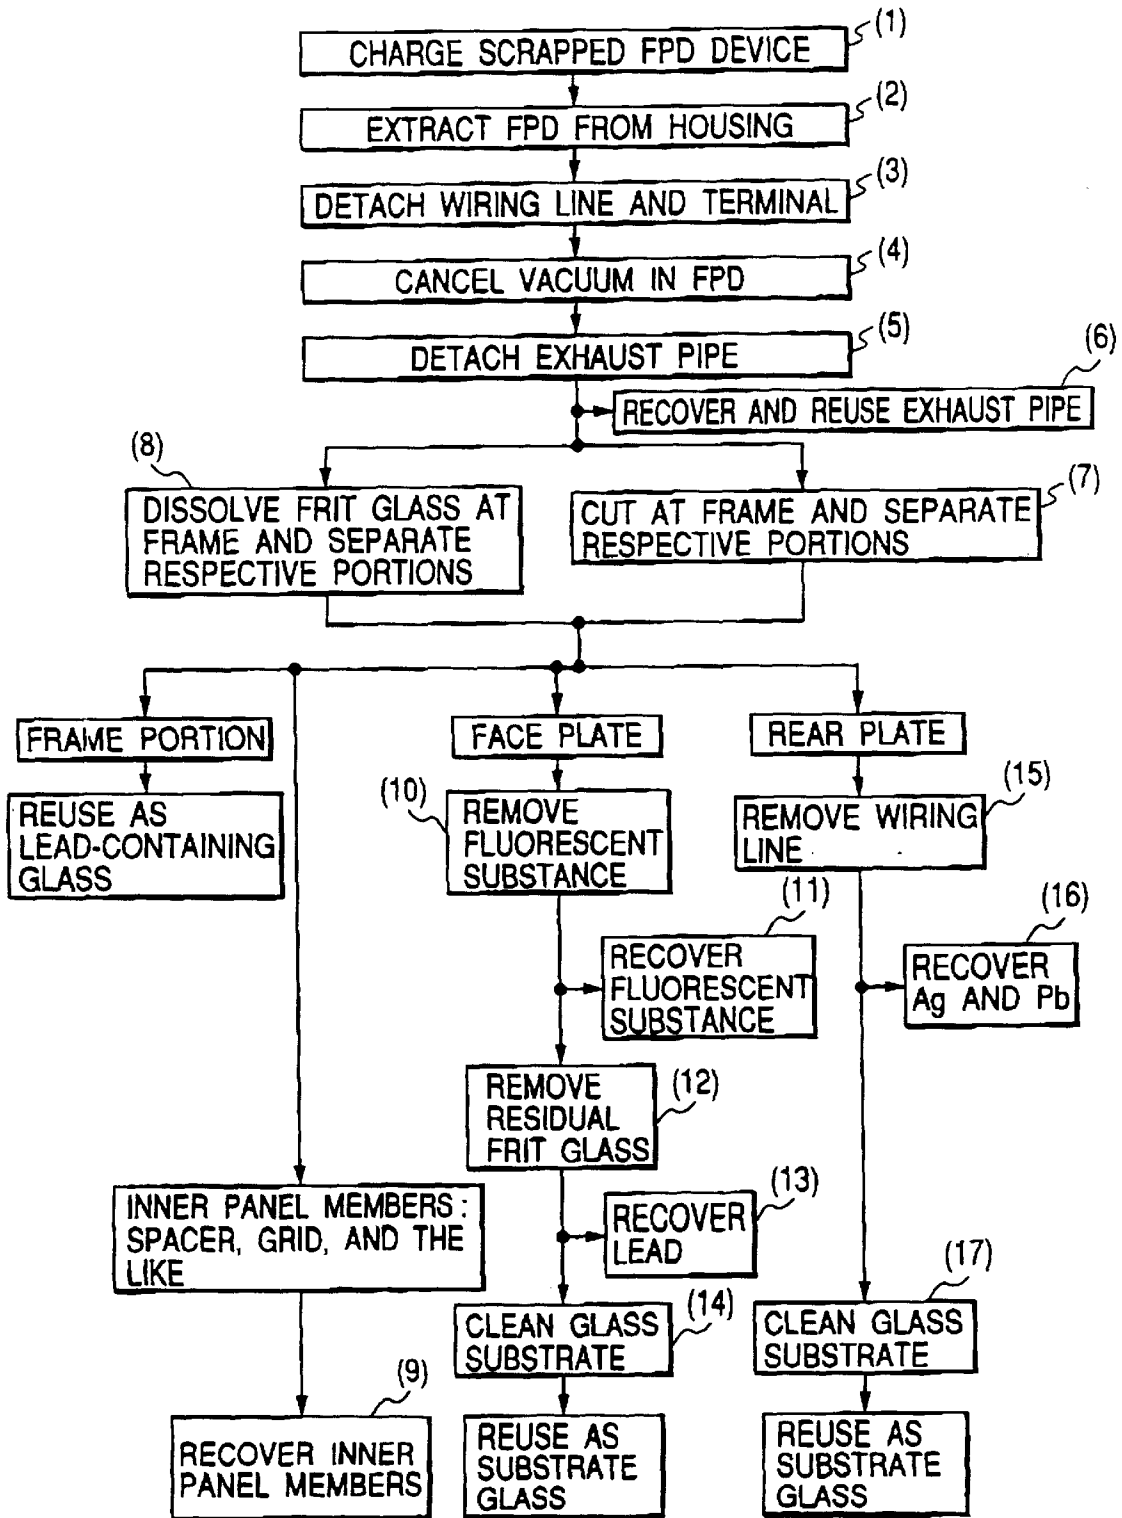 (1)
CHARGE SCRAPPED FPD DEVICE
(2)
EXTRACT FPD FROM HOUSING
(3)
DETACH WIRING LINE AND TERMINAL
(4)
CANCEL VACUUM IN FPD
(5)
DETACH EXHAUST PIPE
(6)
RECOVER AND REUSE EXHAUST PIPE
(8)
DISSOLVE FRIT GLASS AT
FRAME AND SEPARATE
RESPECTIVE PORTIONS
(7)
CUT AT FRAME AND SEPARATE
RESPECTIVE PORTIONS
FRAME PORTION
REUSE AS
LEAD-CONTAINING
GLASS
FACE PLATE
(10)
REMOVE
FLUORESCENT
SUBSTANCE
REAR PLATE
(15)
REMOVE WIRING
LINE
(11)
RECOVER
FLUORESCENT
SUBSTANCE
(16)
RECOVER
Ag AND Pb
(12)
REMOVE
RESIDUAL
FRIT GLASS
INNER PANEL MEMBERS:
SPACER, GRID, AND THE
LIKE
(13)
RECOVER
LEAD
(14)
CLEAN GLASS
SUBSTRATE
(17)
CLEAN GLASS
SUBSTRATE
(9)
RECOVER INNER
PANEL MEMBERS
REUSE AS
SUBSTRATE
GLASS
REUSE AS
SUBSTRATE
GLASS